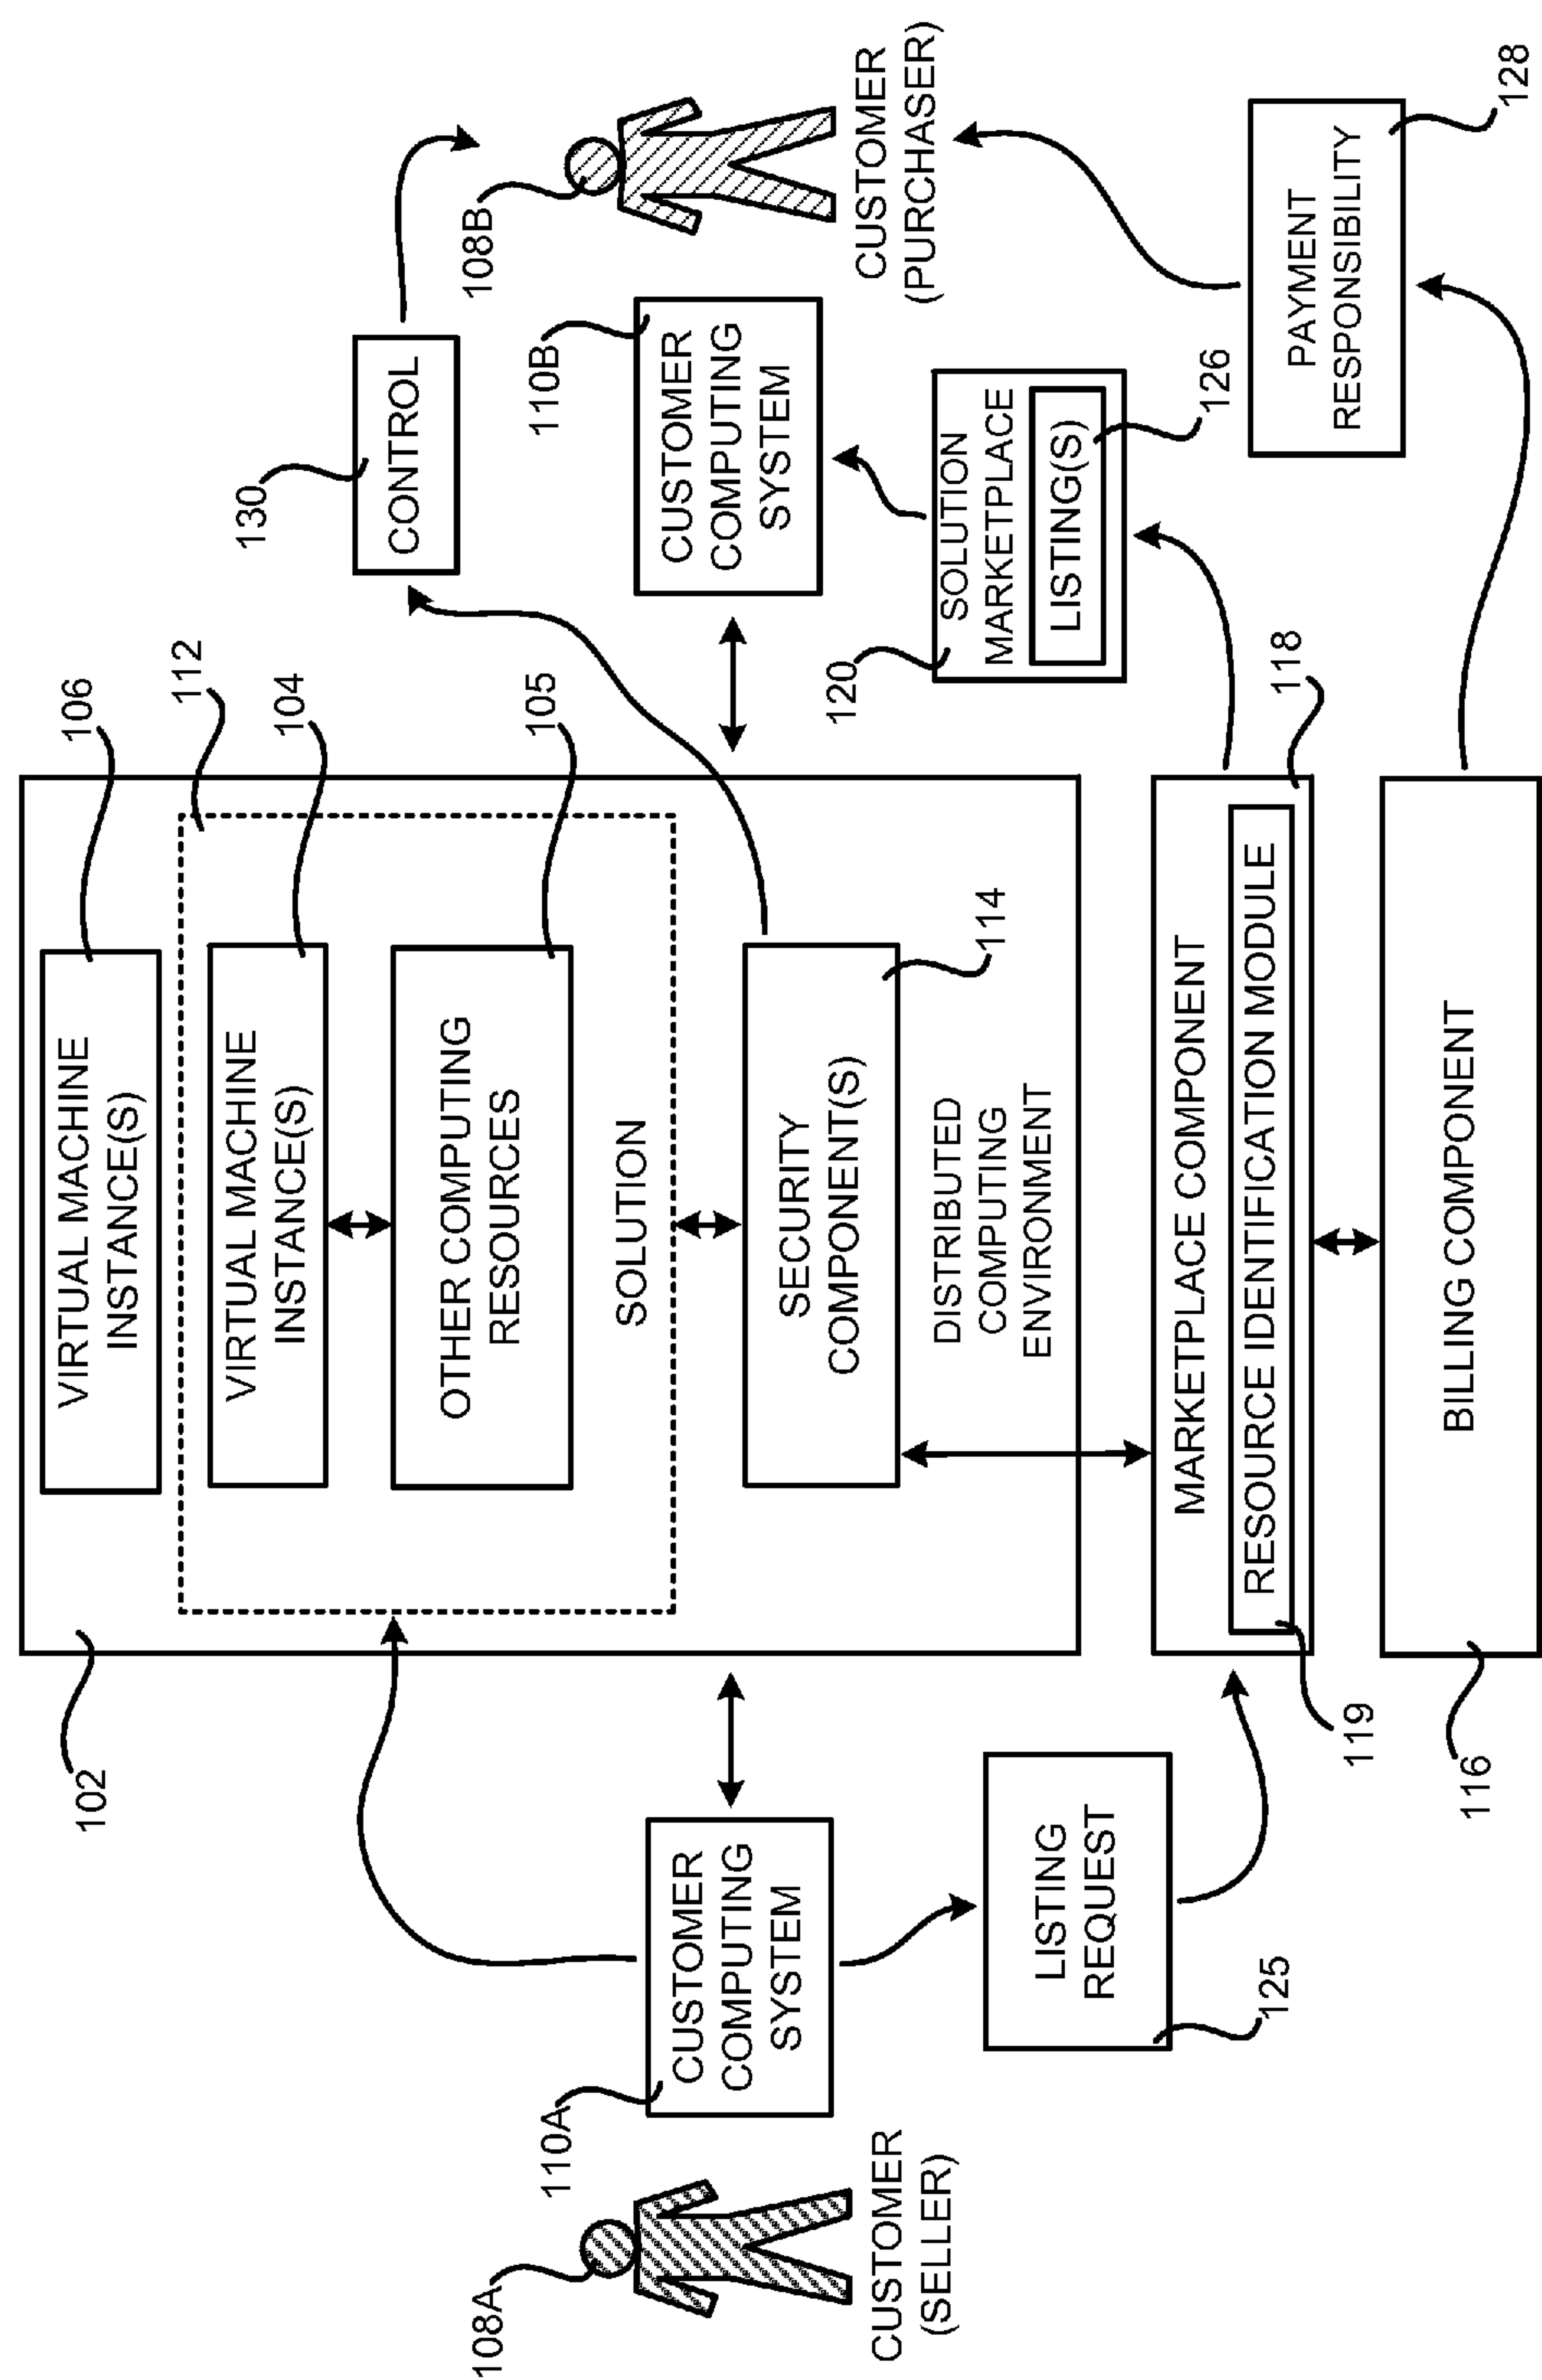 102
106
VIRTUAL MACHINE
INSTANCE(S)
112
104
VIRTUAL MACHINE
INSTANCE(S)
105
OTHER COMPUTING
RESOURCES
SOLUTION
114
SECURITY
COMPONENT(S)
DISTRIBUTED
COMPUTING
ENVIRONMENT
108A
CUSTOMER
(SELLER)
110A
CUSTOMER
COMPUTING
SYSTEM
LISTING
REQUEST
125
130
CONTROL
108B
CUSTOMER
(PURCHASER)
110B
CUSTOMER
COMPUTING
SYSTEM
120
SOLUTION
MARKETPLACE
LISTING(S)
126
118
MARKETPLACE COMPONENT
RESOURCE IDENTIFICATION MODULE
119
116
BILLING COMPONENT
PAYMENT
RESPONSIBILITY
128